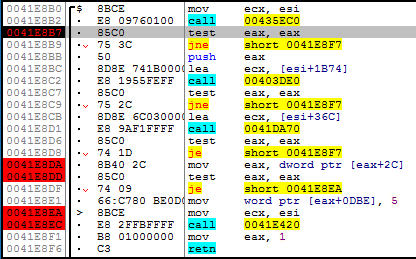 0041E8B0 $ 8BCE mov ecx, esi
0041E8B2 . E8 09760100 call 00435EC0
0041E8B7 . 85C0 test eax, eax
0041E8B9 . 75 3C jne short 0041E8F7
0041E8BB . 50 push eax
0041E8BC . 8D8E 741B0000 lea ecx, [esi+1B74]
0041E8C2 . E8 1955FEFF call 00403DE0
0041E8C7 . 85C0 test eax, eax
0041E8C9 . 75 2C jne short 0041E8F7
0041E8CB . 8D8E 6C030000 lea ecx, [esi+36C]
0041E8D1 . E8 9AF1FFFF call 0041DA70
0041E8D6 . 85C0 test eax, eax
0041E8D8 . 74 1D je short 0041E8F7
0041E8DA . 8B40 2C mov eax, dword ptr [eax+2C]
0041E8DD . 85C0 test eax, eax
0041E8DF . 74 09 je short 0041E8EA
0041E8E1 . 66:C780 BE0D0 mov word ptr [eax+0DBE], 5
0041E8EA > 8BCE mov ecx, esi
0041E8EC . E8 2FFBFFFF call 0041E420
0041E8F1 . B8 01000000 mov eax, 1
0041E8F6 . C3 retn